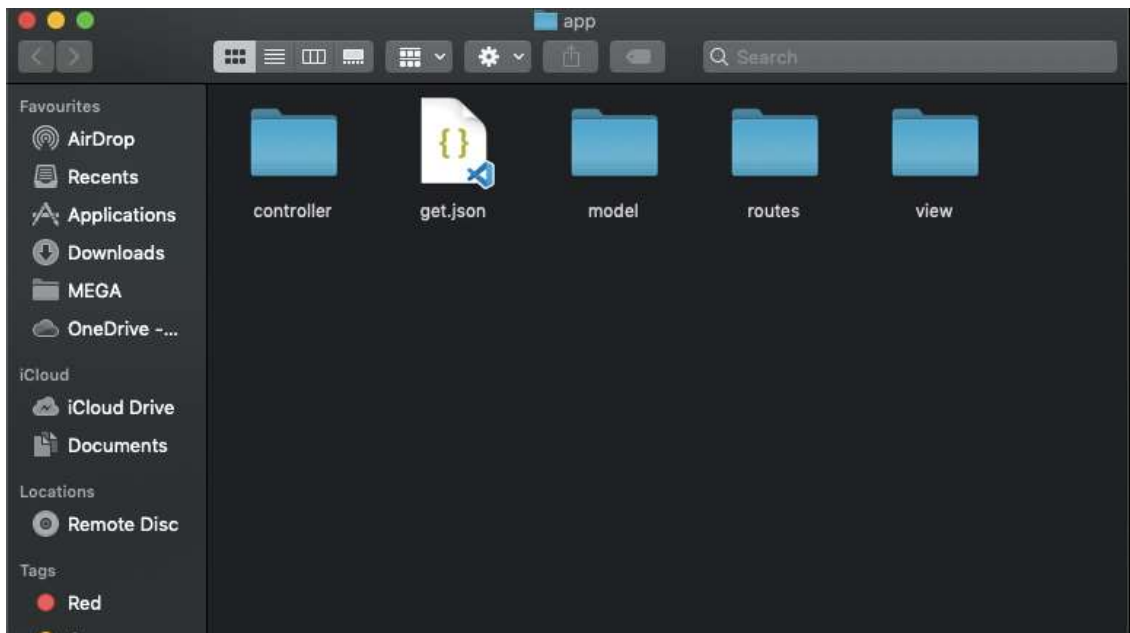 app
Search
Favourites
AirDrop
Recents
Applications
Downloads
MEGA
OneDrive -...
iCloud
iCloud Drive
Documents
Locations
Remote Disc
Tags
Red
{ }
controller
get.json
model
routes
view